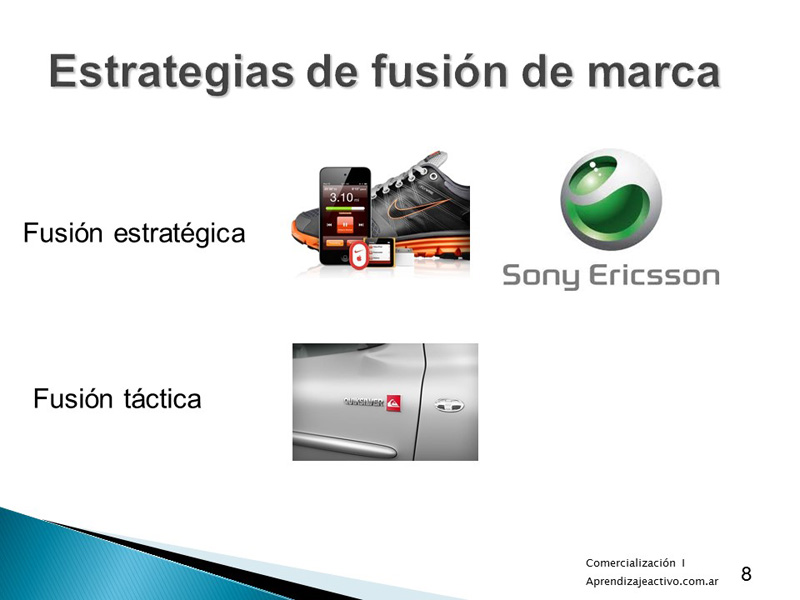 Estrategias de fusión de marca
Fusión estratégica
3.10
Sony Ericsson
Fusión táctica
QUIKSILVER
Comercialización I
Aprendizajeactivo.com.ar
8